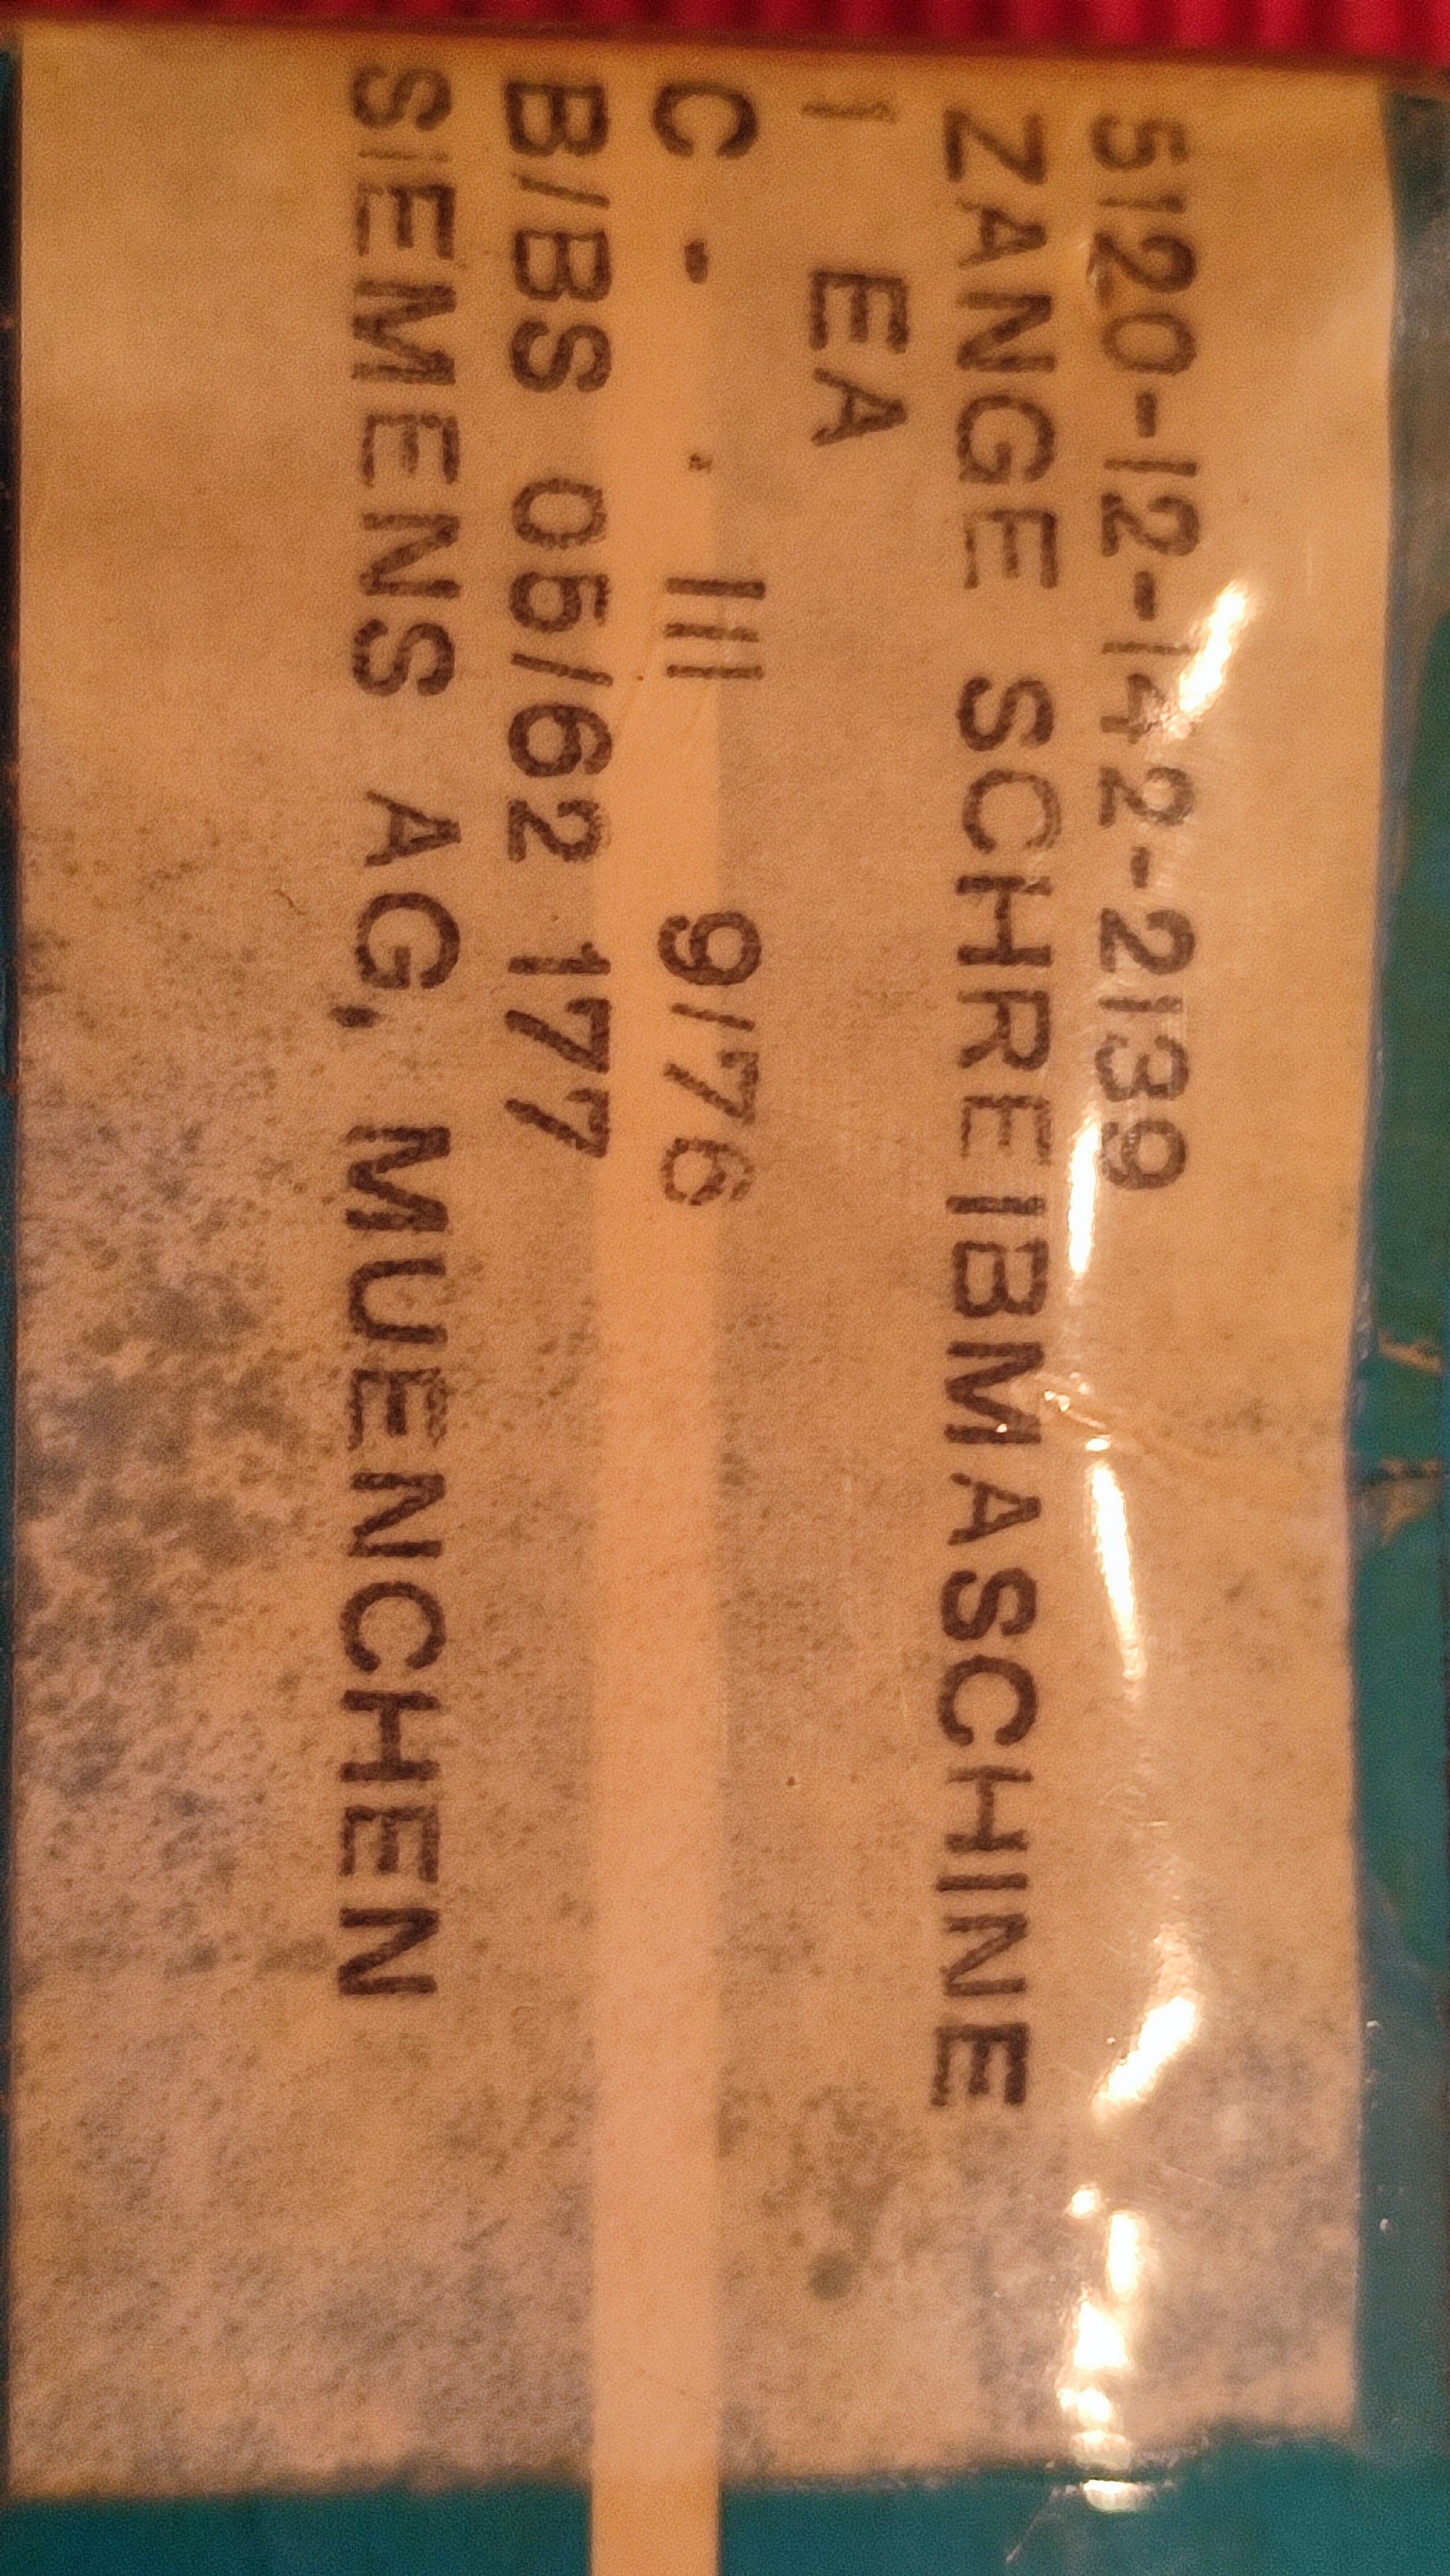 5120-12-142-2139
ZANGE SCHREIBMASCHINE
1 EA
C - III 9/76
B/BS 05/62 177
SIEMENS AG, MUENCHEN